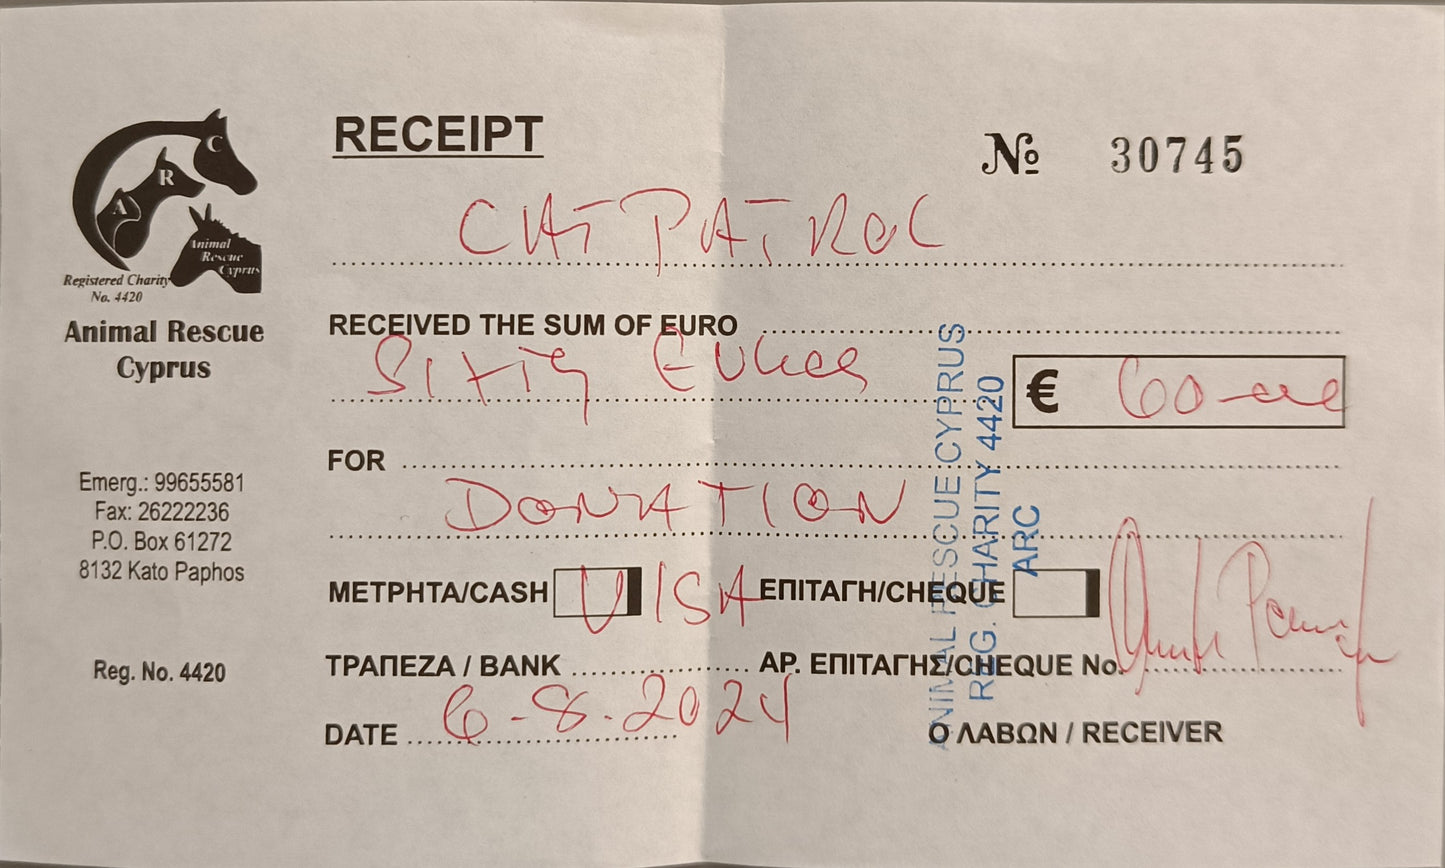 RECEIPT
№ 30745
CAT PATROL
A R C
Animal
Rescue
Cyprus
Registered Charity
No. 4420
Animal Rescue
Cyprus
RECEIVED THE SUM OF EURO
Sixty Euros
€ 60
FOR
DONATION
Emerg.: 99655581
Fax: 26222236
P.O. Box 61272
8132 Kato Paphos
ΜΕΤΡΗΤΑ/CASH VISA ΕΠΙΤΑΓΗ/CHEQUE
Reg. No. 4420
ΤΡΑΠΕΖΑ / BANK ΑΡ. ΕΠΙΤΑΓΗΣ/CHEQUE No.
DATE 6-8.2024
Ο ΛΑΒΩΝ / RECEIVER
ANIMAL RESCUE CYPRUS
REG. CHARITY 4420
ARC